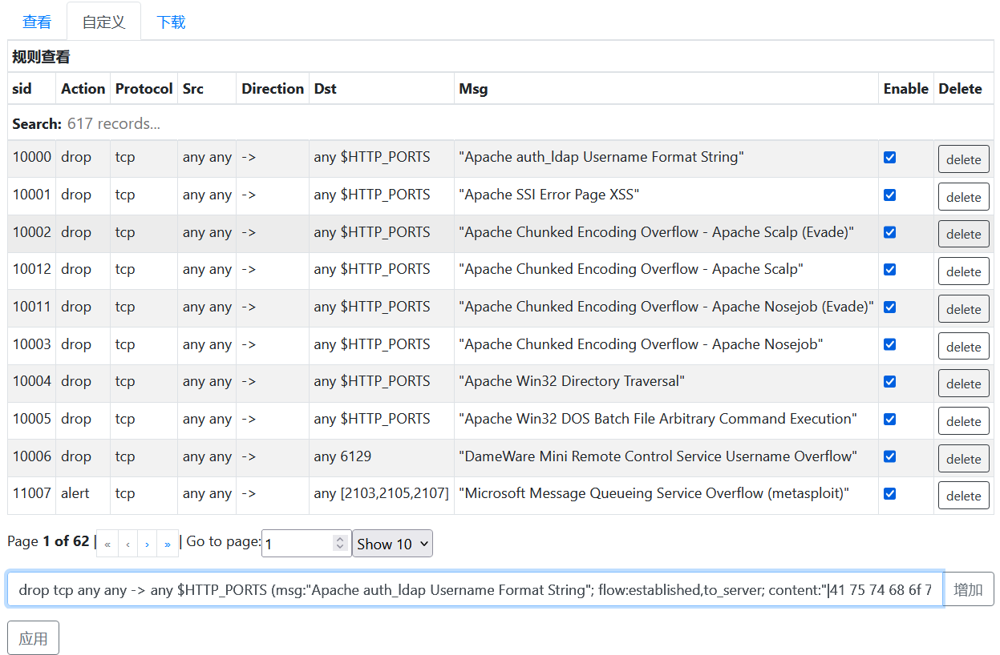 查看 自定义 下载
规则查看
sid Action Protocol Src Direction Dst Msg Enable Delete
Search: 617 records...
10000 drop tcp any any -> any $HTTP_PORTS "Apache auth_ldap Username Format String" delete
10001 drop tcp any any -> any $HTTP_PORTS "Apache SSI Error Page XSS" delete
10002 drop tcp any any -> any $HTTP_PORTS "Apache Chunked Encoding Overflow - Apache Scalp (Evade)" delete
10012 drop tcp any any -> any $HTTP_PORTS "Apache Chunked Encoding Overflow - Apache Scalp" delete
10011 drop tcp any any -> any $HTTP_PORTS "Apache Chunked Encoding Overflow - Apache Nosejob (Evade)" delete
10003 drop tcp any any -> any $HTTP_PORTS "Apache Chunked Encoding Overflow - Apache Nosejob" delete
10004 drop tcp any any -> any $HTTP_PORTS "Apache Win32 Directory Traversal" delete
10005 drop tcp any any -> any $HTTP_PORTS "Apache Win32 DOS Batch File Arbitrary Command Execution" delete
10006 drop tcp any any -> any 6129 "DameWare Mini Remote Control Service Username Overflow" delete
11007 alert tcp any any -> any [2103,2105,2107] "Microsoft Message Queueing Service Overflow (metasploit)" delete
Page 1 of 62 | « ‹ › » | Go to page: 1 Show 10
drop tcp any any -> any $HTTP_PORTS (msg:"Apache auth_ldap Username Format String"; flow:established,to_server; content:"|41 75 74 68 6f 7 增加
应用